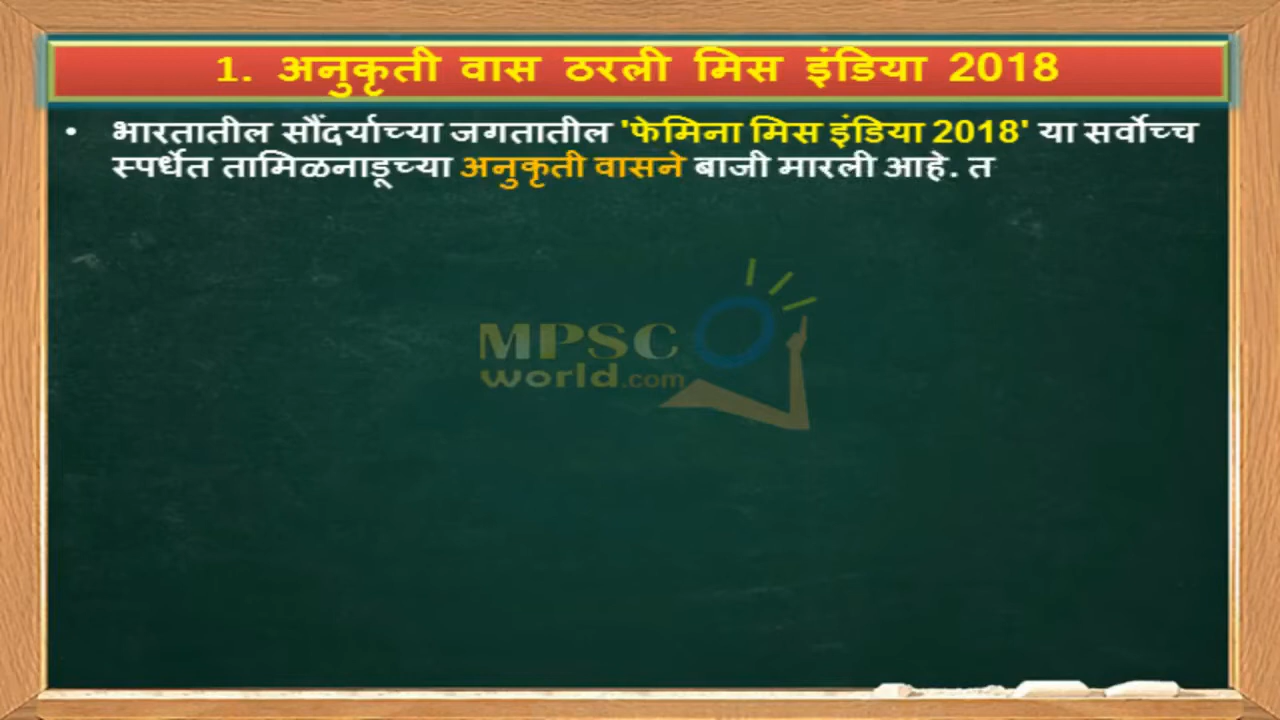 1. अनुकृती वास ठरली मिस इंडिया 2018
• भारतातील सौंदर्याच्या जगतातील 'फेमिना मिस इंडिया 2018' या सर्वोच्च
स्पर्धेत तामिळनाडूच्या अनुकृती वासने बाजी मारली आहे. त
MPSC
world.com